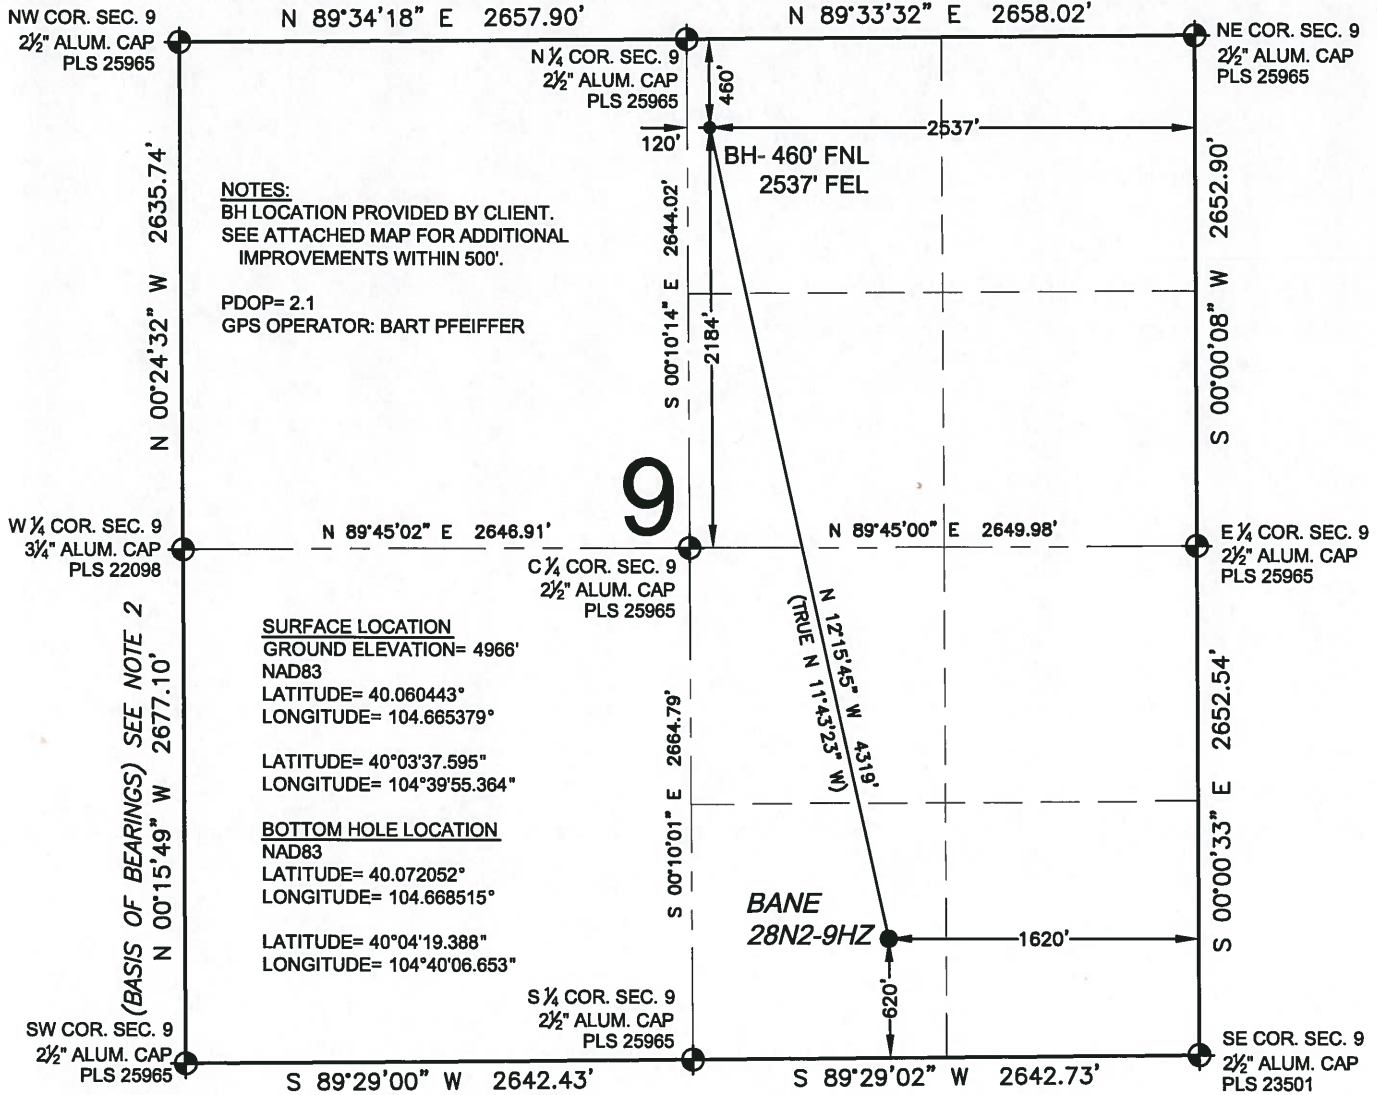 N 89°34'18" E 2657.90'
N 89°33'32" E 2658.02'
NW COR. SEC. 9
2½" ALUM. CAP
PLS 25965
N ¼ COR. SEC. 9
2½" ALUM. CAP
PLS 25965
NE COR. SEC. 9
2½" ALUM. CAP
PLS 25965
460'
120'
2537'
BH- 460' FNL
2537' FEL
N 00°24'32" W 2635.74'
NOTES:
BH LOCATION PROVIDED BY CLIENT.
SEE ATTACHED MAP FOR ADDITIONAL
IMPROVEMENTS WITHIN 500'.
PDOP= 2.1
GPS OPERATOR: BART PFEIFFER
S 00°10'14" E 2644.02'
2184'
S 00°00'08" W 2652.90'
9
W ¼ COR. SEC. 9
3¼" ALUM. CAP
PLS 22098
N 89°45'02" E 2646.91'
N 89°45'00" E 2649.98'
C ¼ COR. SEC. 9
2½" ALUM. CAP
PLS 25965
E ¼ COR. SEC. 9
2½" ALUM. CAP
PLS 25965
(BASIS OF BEARINGS) SEE NOTE 2
N 00°15'49" W 2677.10'
SURFACE LOCATION
GROUND ELEVATION= 4966'
NAD83
LATITUDE= 40.060443°
LONGITUDE= 104.665379°
LATITUDE= 40°03'37.595"
LONGITUDE= 104°39'55.364"
BOTTOM HOLE LOCATION
NAD83
LATITUDE= 40.072052°
LONGITUDE= 104.668515°
LATITUDE= 40°04'19.388"
LONGITUDE= 104°40'06.653"
S 00°10'01" E 2664.79'
N 12°15'45" W 4319'
(TRUE N 11°43'23" W)
S 00°00'33" E 2652.54'
BANE
28N2-9HZ
1620'
620'
SW COR. SEC. 9
2½" ALUM. CAP
PLS 25965
S ¼ COR. SEC. 9
2½" ALUM. CAP
PLS 25965
SE COR. SEC. 9
2½" ALUM. CAP
PLS 23501
S 89°29'00" W 2642.43'
S 89°29'02" W 2642.73'